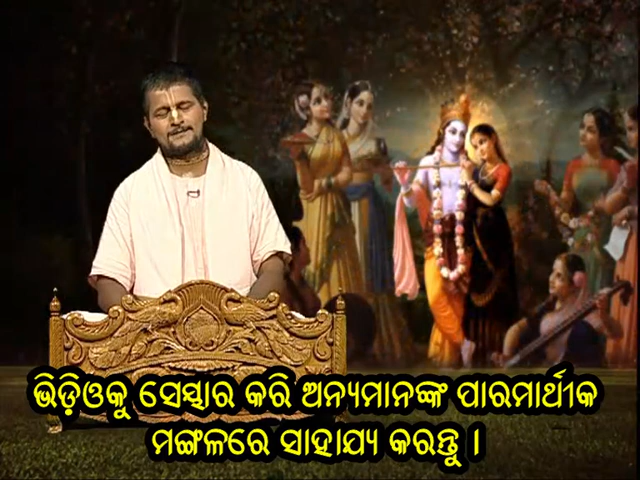 ଭିଡ଼ିଓକୁ ସେୟାର କରି ଅନ୍ୟମାନଙ୍କ ପାରମାର୍ଥୀକ
ମଙ୍ଗଳରେ ସାହାଯ୍ୟ କରନ୍ତୁ ।